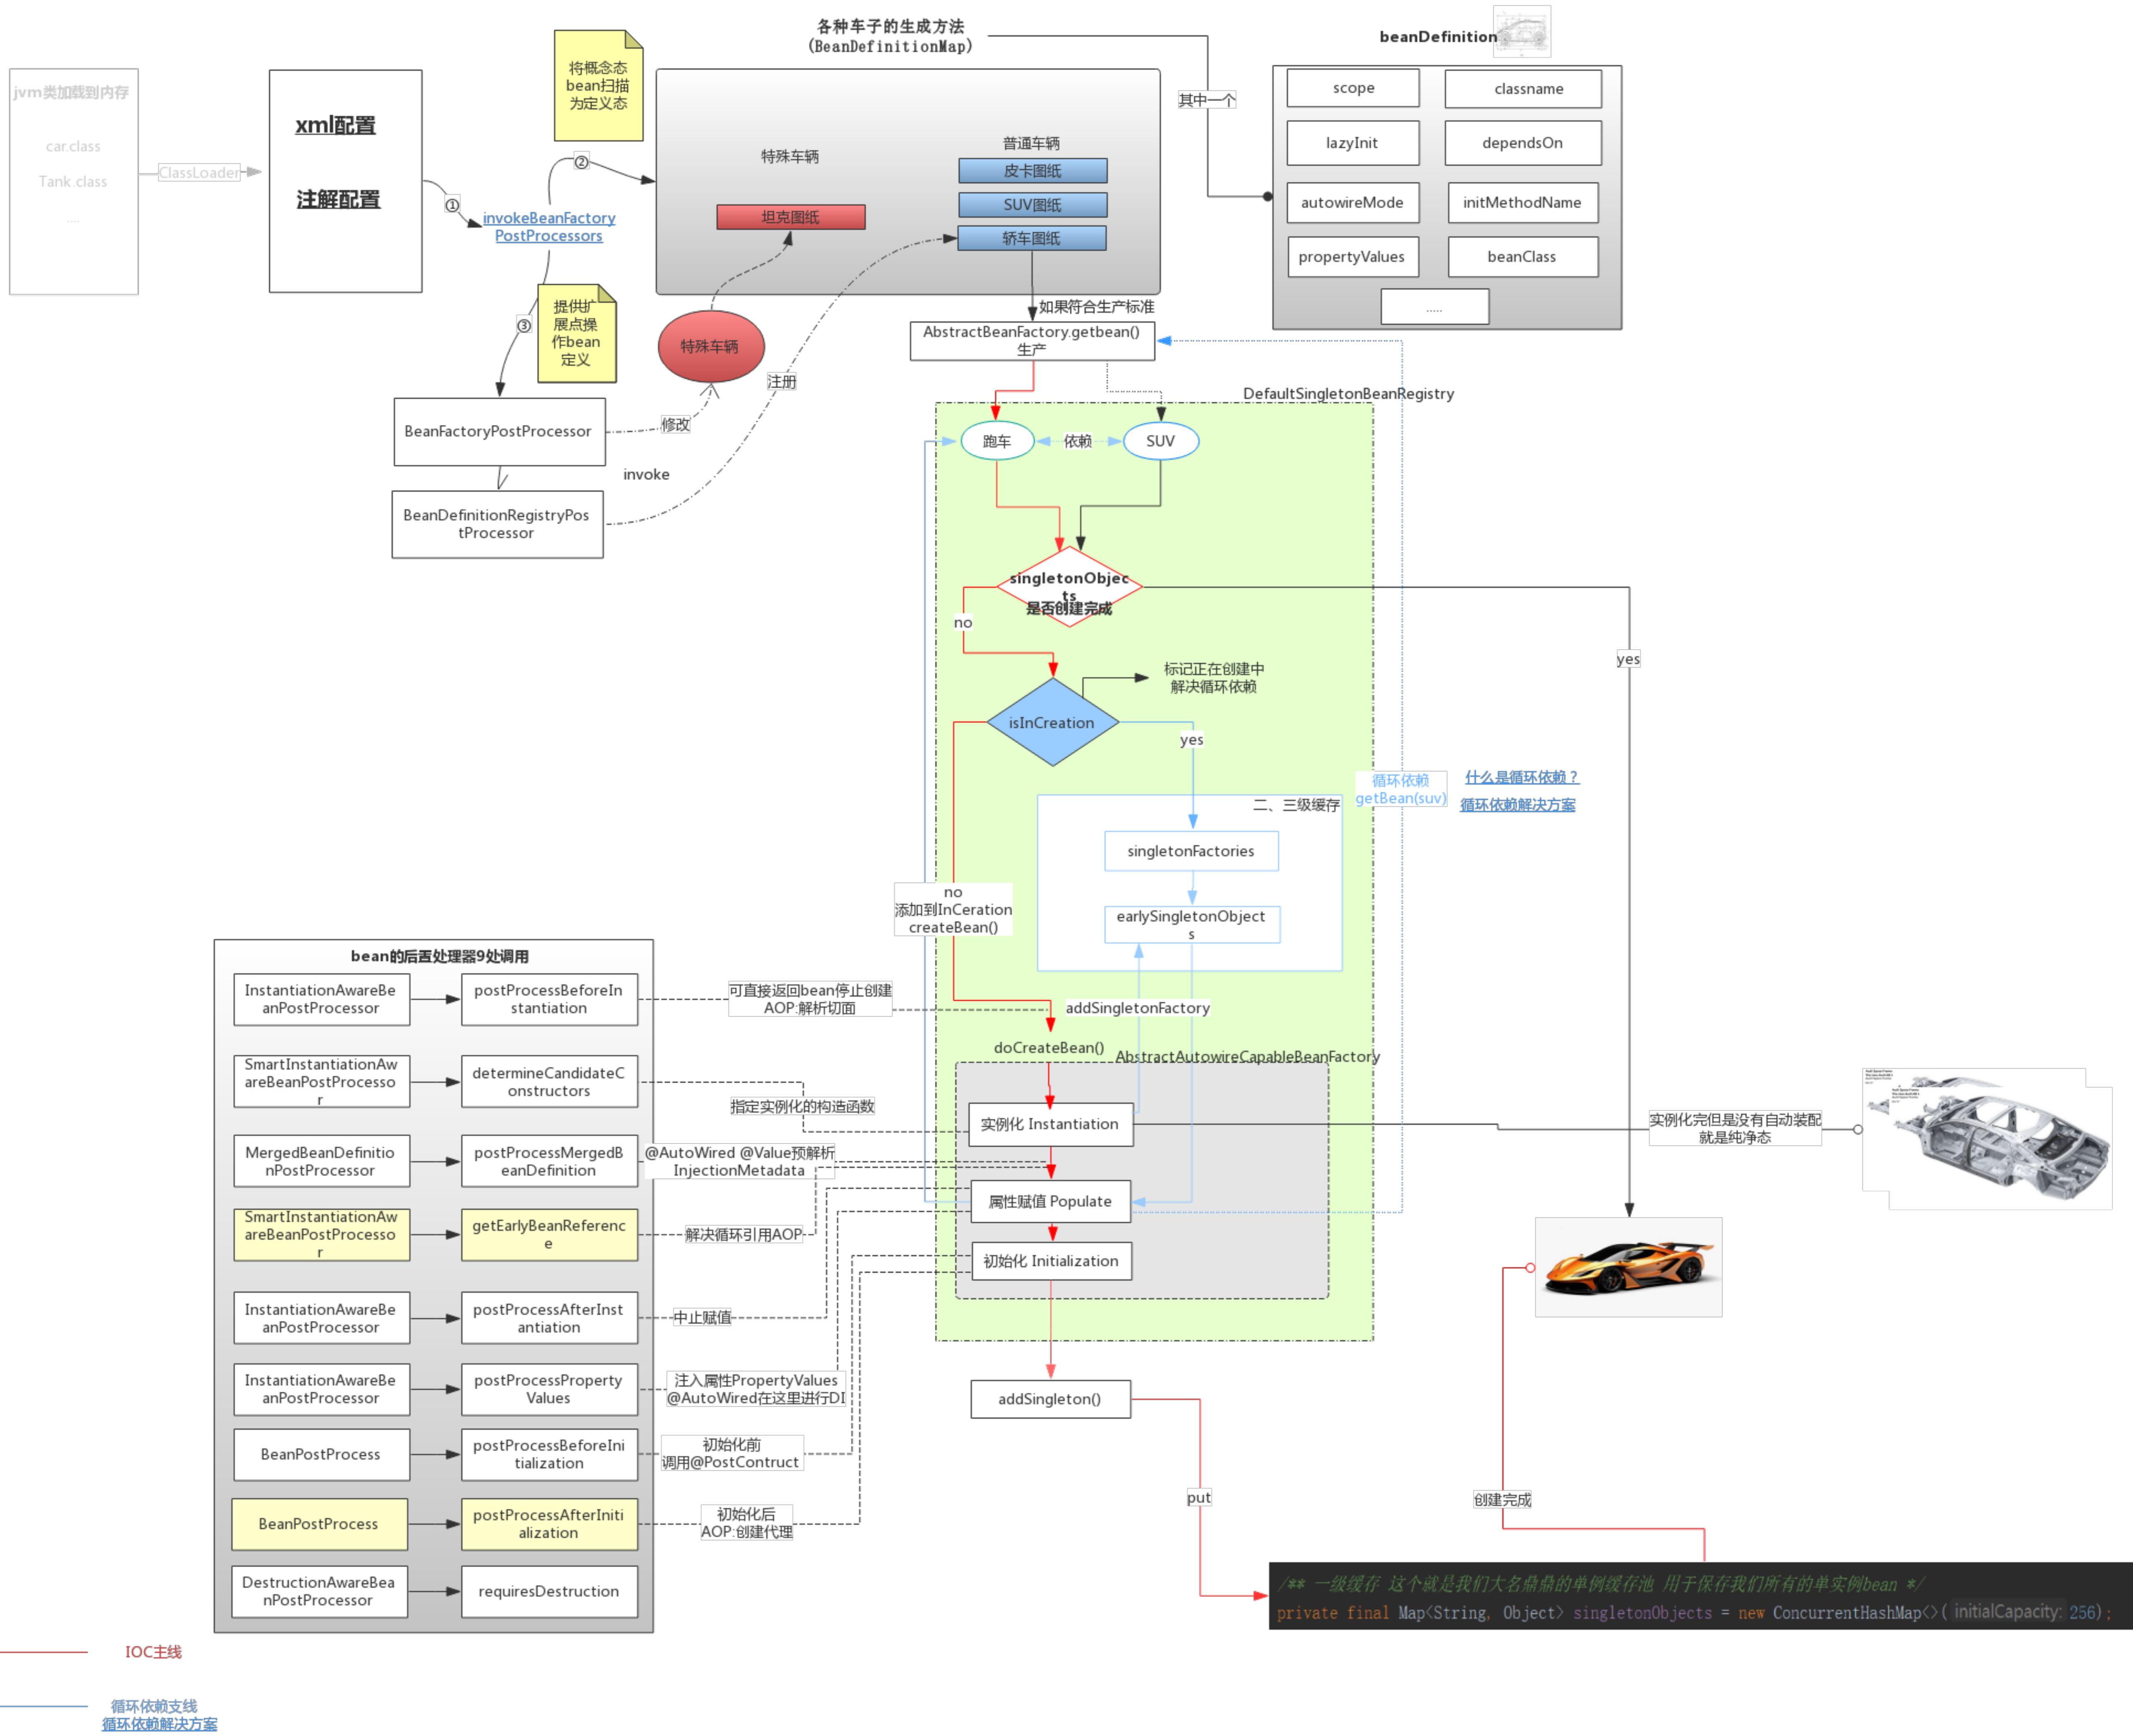 各种车子的生成方法
(BeanDefinitionMap)
beanDefinition
jvm类加载到内存
car.class
Tank.class
....
ClassLoader
xml配置
注解配置
①
invokeBeanFactory
PostProcessors
②
将概念态
bean扫描
为定义态
③
提供扩
展点操
作bean
定义
特殊车辆
坦克图纸
普通车辆
皮卡图纸
SUV图纸
轿车图纸
其中一个
scope
classname
lazyInit
dependsOn
autowireMode
initMethodName
propertyValues
beanClass
.....
如果符合生产标准
AbstractBeanFactory.getbean()
生产
特殊车辆
注册
修改
invoke
BeanFactoryPostProcessor
BeanDefinitionRegistryPos
tProcessor
DefaultSingletonBeanRegistry
跑车
依赖
SUV
singletonObjec
ts
是否创建完成
no
yes
标记正在创建中
解决循环依赖
isInCreation
yes
循环依赖
getBean(suv)
什么是循环依赖？
循环依赖解决方案
二、三级缓存
singletonFactories
earlySingletonObject
s
no
添加到InCeration
createBean()
addSingletonFactory
doCreateBean()
AbstractAutowireCapableBeanFactory
实例化 Instantiation
属性赋值 Populate
初始化 Initialization
addSingleton()
put
实例化完但是没有自动装配
就是纯净态
创建完成
bean的后置处理器9处调用
InstantiationAwareBe
anPostProcessor
postProcessBeforeIn
stantiation
可直接返回bean停止创建
AOP:解析切面
SmartInstantiationAw
areBeanPostProcesso
r
determineCandidateC
onstructors
指定实例化的构造函数
MergedBeanDefinitio
nPostProcessor
postProcessMergedB
eanDefinition
@AutoWired @Value预解析
InjectionMetadata
SmartInstantiationAw
areBeanPostProcesso
r
getEarlyBeanReferenc
e
解决循环引用AOP
InstantiationAwareBe
anPostProcessor
postProcessAfterInst
antiation
中止赋值
InstantiationAwareBe
anPostProcessor
postProcessProperty
Values
注入属性PropertyValues
@AutoWired在这里进行DI
BeanPostProcess
postProcessBeforeIni
tialization
初始化前
调用@PostContruct
BeanPostProcess
postProcessAfterIniti
alization
初始化后
AOP:创建代理
DestructionAwareBea
nPostProcessor
requiresDestruction
/** 一级缓存 这个就是我们大名鼎鼎的单例缓存池 用于保存我们所有的单实例bean */
private final Map<String, Object> singletonObjects = new ConcurrentHashMap<>( initialCapacity: 256);
IOC主线
循环依赖支线
循环依赖解决方案